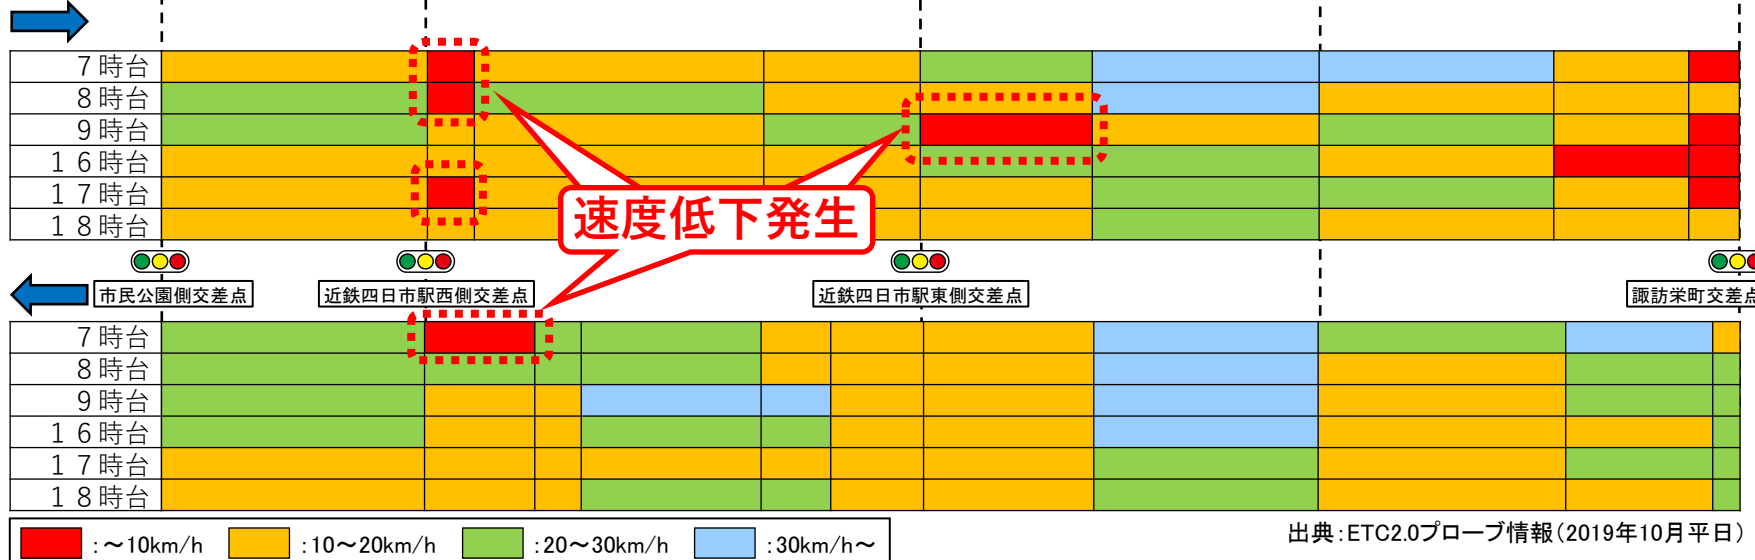 7時台
8時台
9時台
16時台
17時台
18時台
速度低下発生
市民公園側交差点
近鉄四日市駅西側交差点
近鉄四日市駅東側交差点
諏訪栄町交差点
7時台
8時台
9時台
16時台
17時台
18時台
:～10km/h :10～20km/h :20～30km/h :30km/h～
出典:ETC2.0プローブ情報(2019年10月平日)